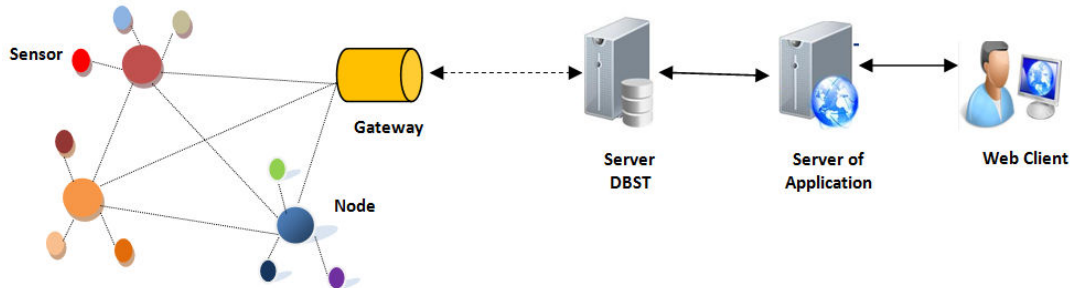 Sensor
Gateway
Node
Server
DBST
Server of
Application
Web Client